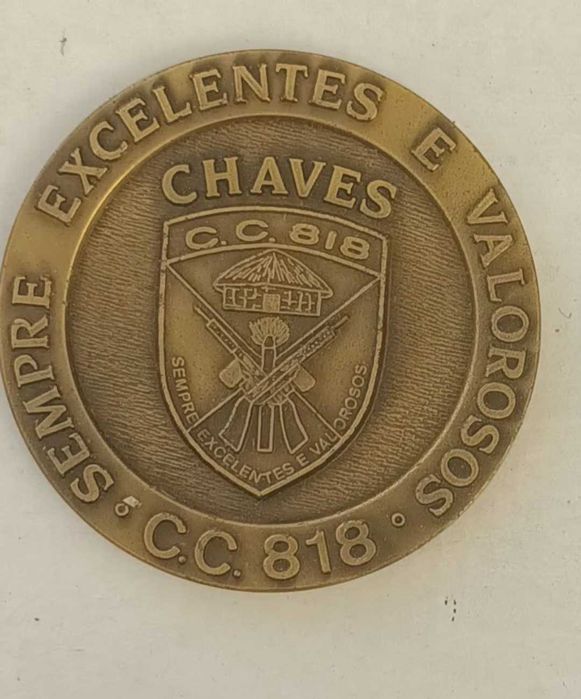 SEMPRE EXCELENTES E VALOROSOS
C.C. 818
CHAVES
C.C. 818
SEMPRE EXCELENTES E VALOROSOS